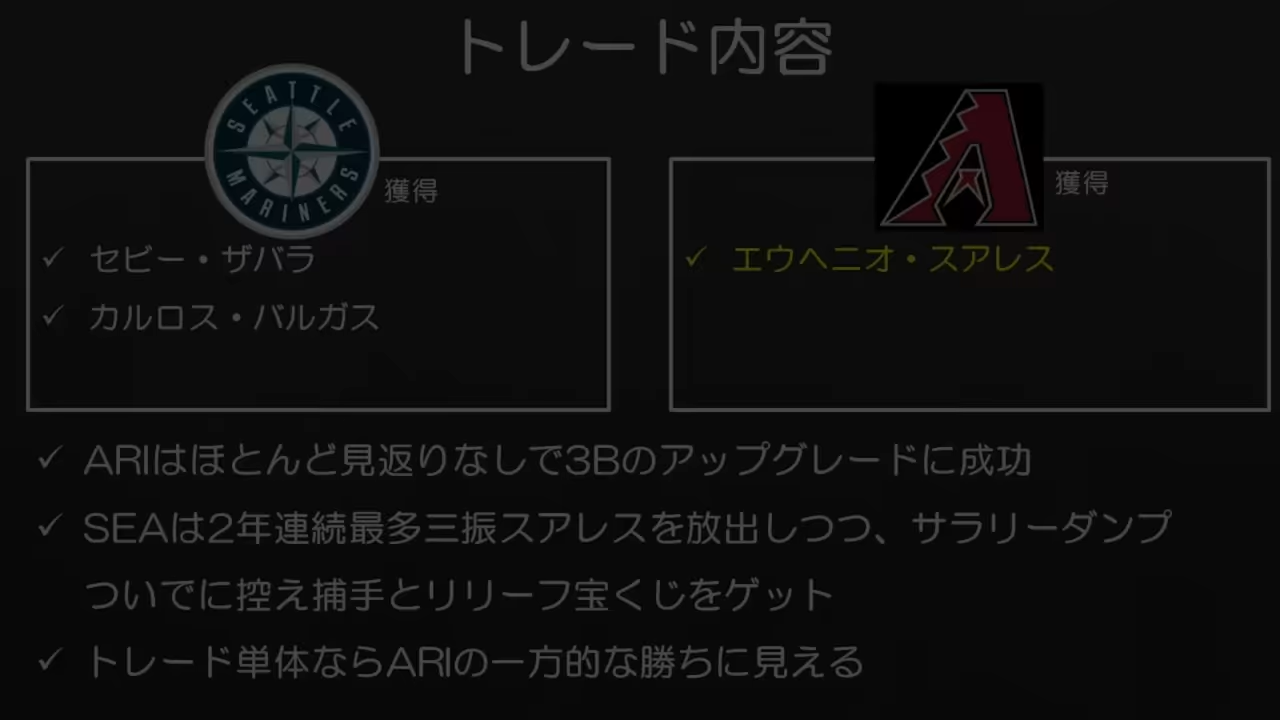 トレード内容
SEATTLE
MARINERS
獲得
✓ セビー・ザバラ
✓ カルロス・バルガス
獲得
✓ エウヘニオ・スアレス
✓ ARIはほとんど見返りなしで3Bのアップグレードに成功
✓ SEAは2年連続最多三振スアレスを放出しつつ、サラリーダンプ
ついでに控え捕手とリリーフ宝くじをゲット
✓ トレード単体ならARIの一方的な勝ちに見える